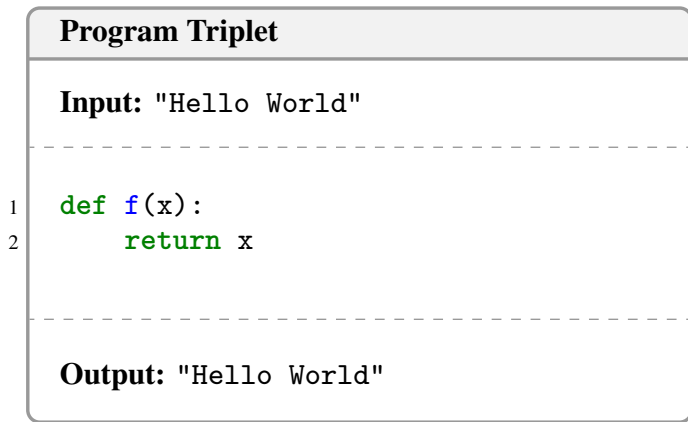 Program Triplet
Input: "Hello World"
1 def f(x):
2     return x
Output: "Hello World"